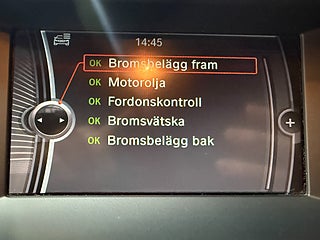 14:45
OK Bromsbelägg fram
OK Motorolja
OK Fordonskontroll
OK Bromsvätska
OK Bromsbelägg bak